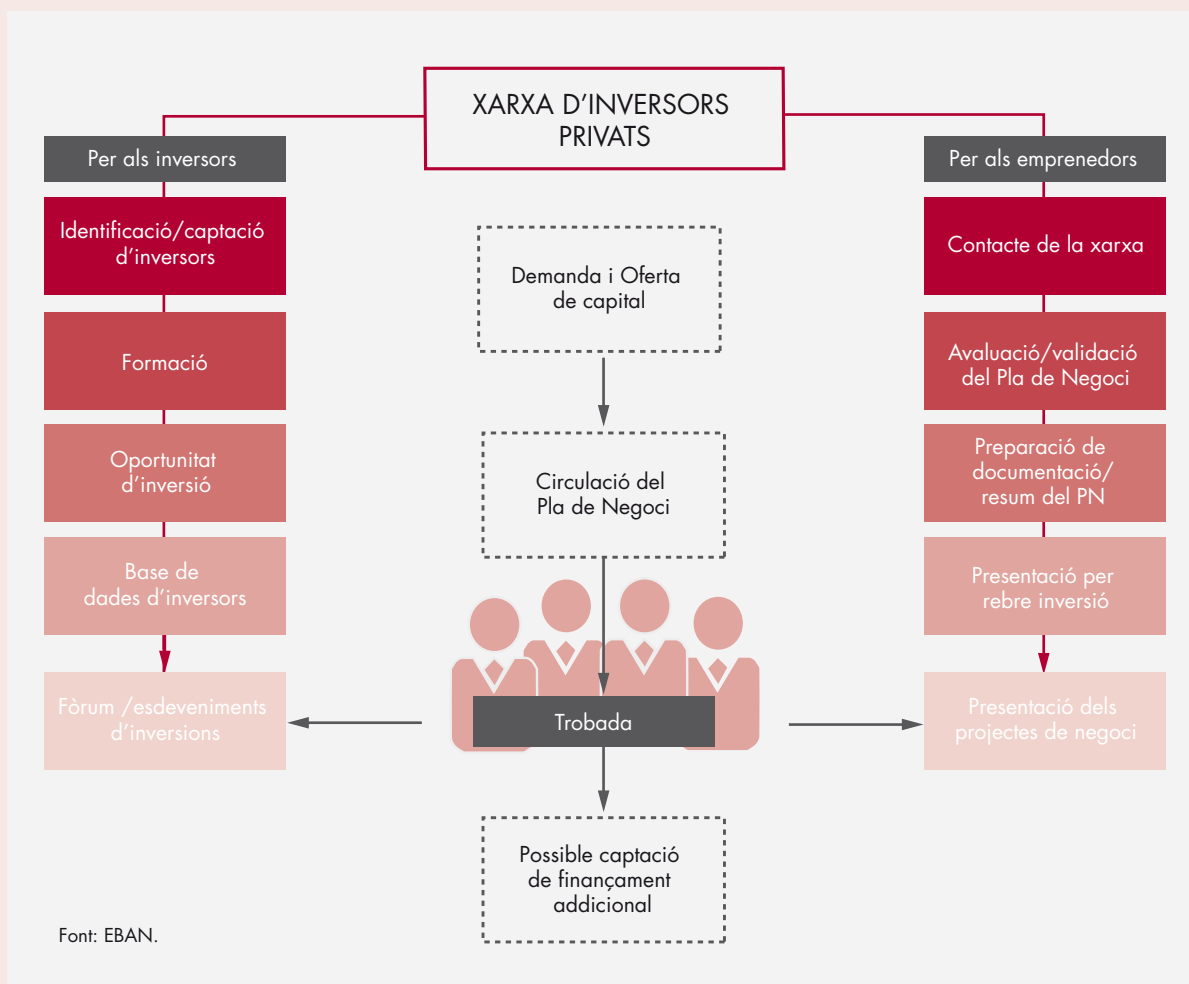 XARXA D’INVERSORS
PRIVATS
Per als inversors
Identificació/captació
d’inversors
Formació
Oportunitat
d’inversió
Base de
dades d’inversors
Fòrum /esdeveniments
d’inversions
Demanda i Oferta
de capital
Circulació del
Pla de Negoci
Trobada
Possible captació
de finançament
addicional
Per als emprenedors
Contacte de la xarxa
Avaluació/validació
del Pla de Negoci
Preparació de
documentació/
resum del PN
Presentació per
rebre inversió
Presentació dels
projectes de negoci
Font: EBAN.